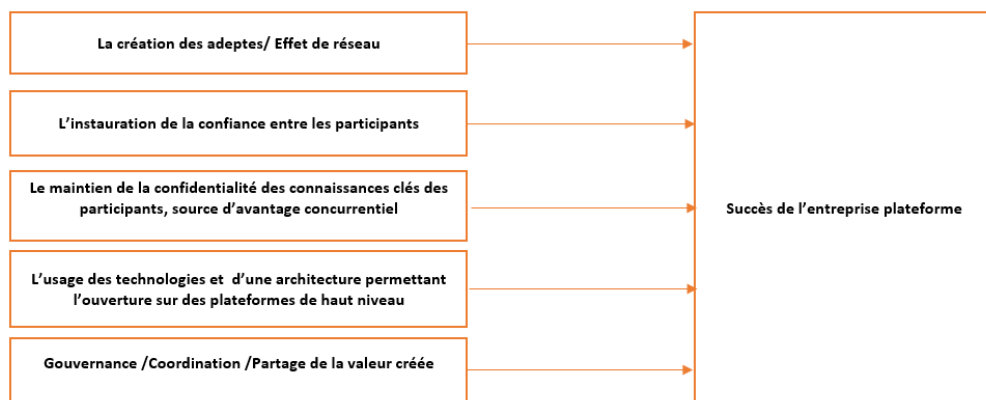 La création des adeptes/ Effet de réseau
L’instauration de la confiance entre les participants
Le maintien de la confidentialité des connaissances clés des
participants, source d’avantage concurrentiel
Succès de l’entreprise plateforme
L’usage des technologies et d’une architecture permettant
l’ouverture sur des plateformes de haut niveau
Gouvernance /Coordination /Partage de la valeur créée